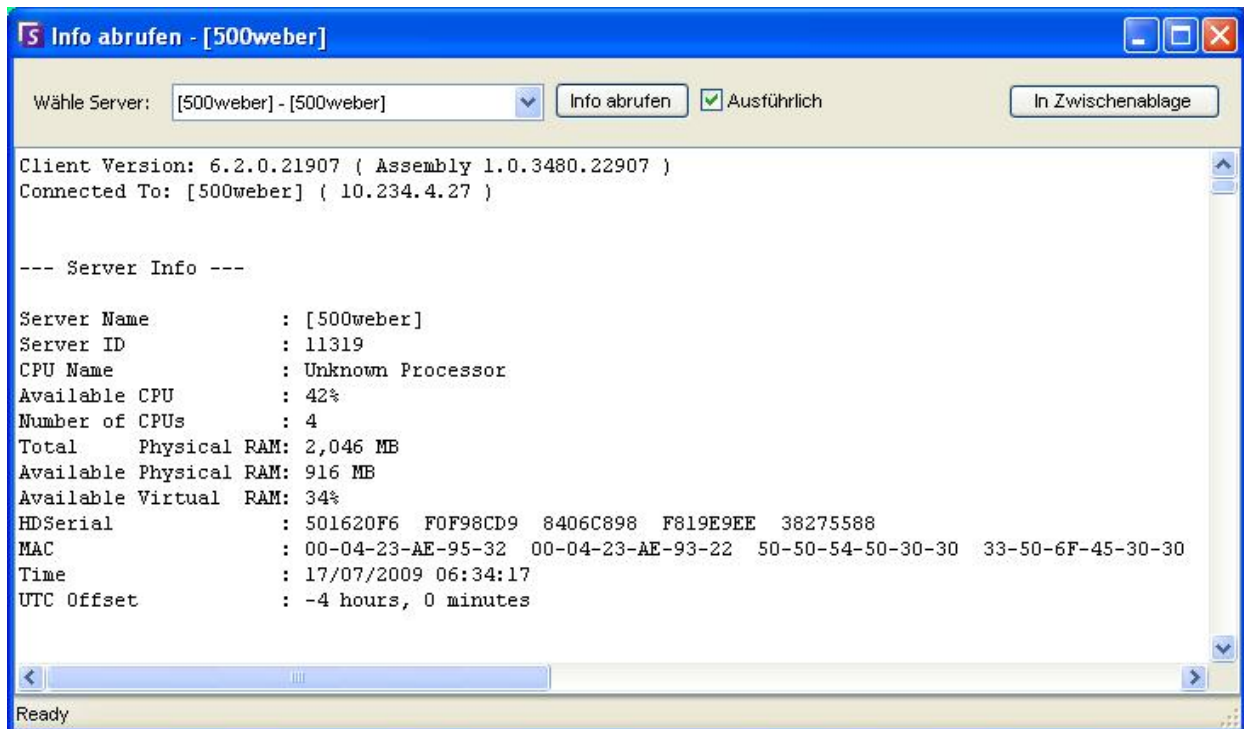 Info abrufen - [500weber]
Wähle Server: [500weber] - [500weber] Info abrufen Ausführlich In Zwischenablage
Client Version: 6.2.0.21907 ( Assembly 1.0.3480.22907 )
Connected To: [500weber] ( 10.234.4.27 )
--- Server Info ---
Server Name : [500weber]
Server ID : 11319
CPU Name : Unknown Processor
Available CPU : 42%
Number of CPUs : 4
Total Physical RAM: 2,046 MB
Available Physical RAM: 916 MB
Available Virtual RAM: 34%
HDSerial : 501620F6 F0F98CD9 8406C898 F819E9EE 38275588
MAC : 00-04-23-AE-95-32 00-04-23-AE-93-22 50-50-54-50-30-30 33-50-6F-45-30-30
Time : 17/07/2009 06:34:17
UTC Offset : -4 hours, 0 minutes
Ready